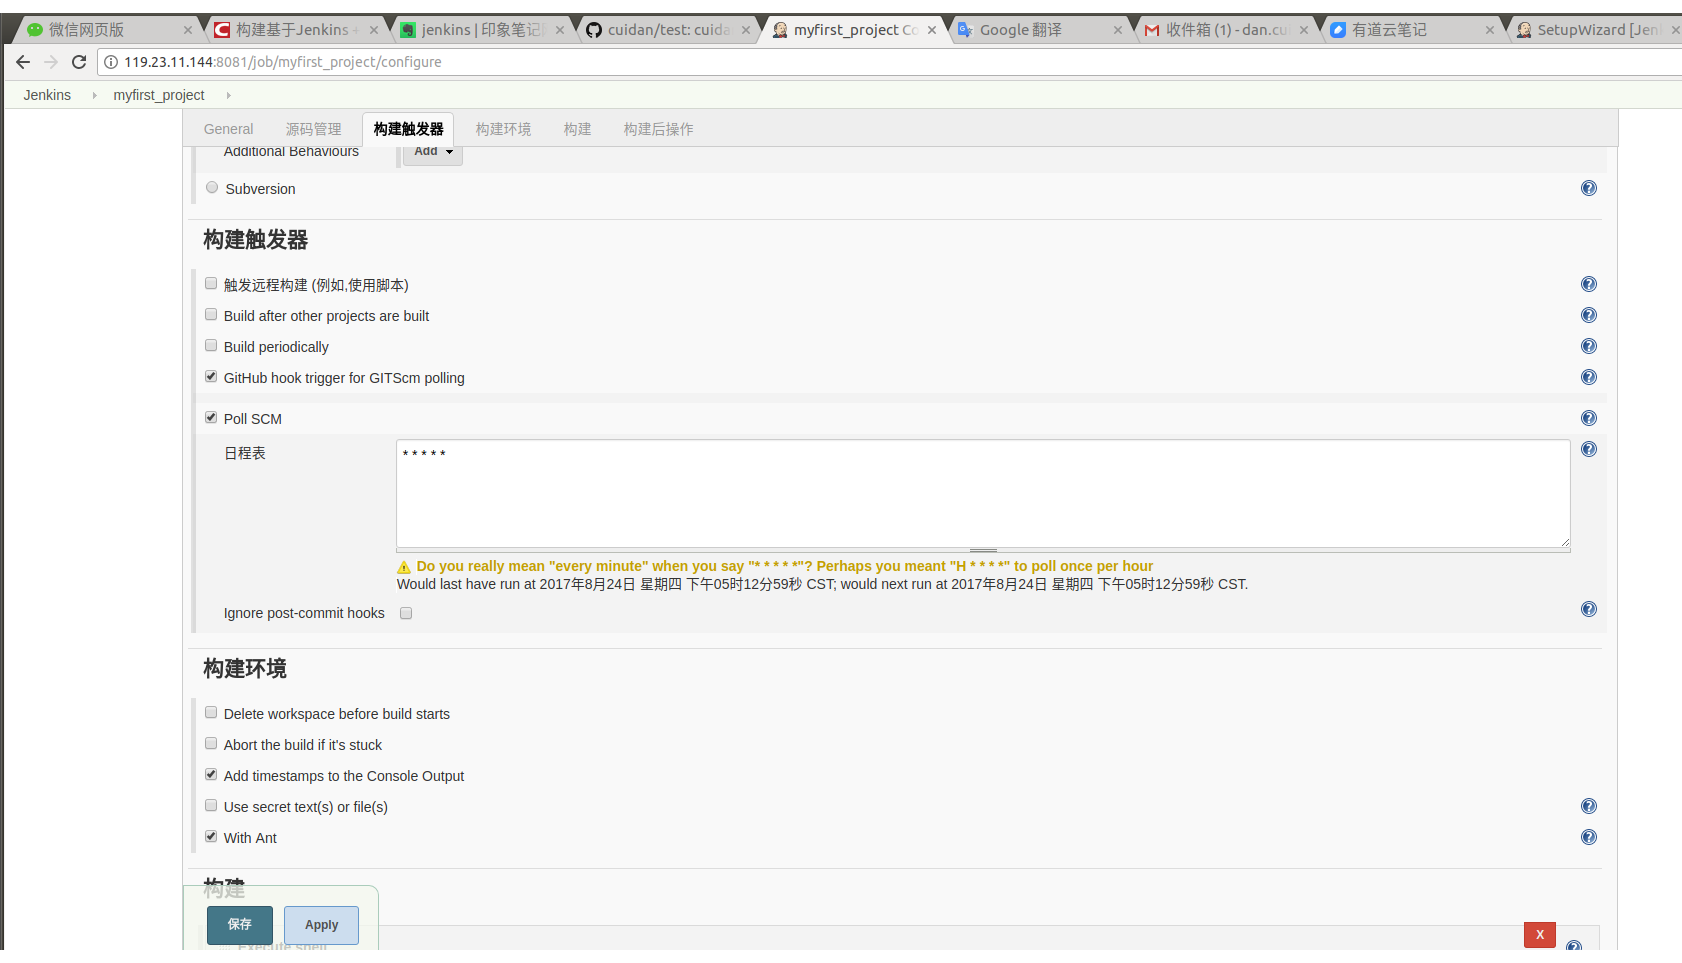 微信网页版
构建基于Jenkins +
jenkins | 印象笔记
cuidan/test: cuida
myfirst_project Co
Google 翻译
收件箱 (1) - dan.cui
有道云笔记
SetupWizard [Jen
119.23.11.144:8081/job/myfirst_project/configure
Jenkins
myfirst_project
General
源码管理
构建触发器
构建环境
构建
构建后操作
Additional Behaviours
Add
Subversion
构建触发器
触发远程构建 (例如,使用脚本)
Build after other projects are built
Build periodically
GitHub hook trigger for GITScm polling
Poll SCM
日程表
* * * * *
Do you really mean "every minute" when you say "* * * * *"? Perhaps you meant "H * * * *" to poll once per hour
Would last have run at 2017年8月24日 星期四 下午05时12分59秒 CST; would next run at 2017年8月24日 星期四 下午05时12分59秒 CST.
Ignore post-commit hooks
构建环境
Delete workspace before build starts
Abort the build if it's stuck
Add timestamps to the Console Output
Use secret text(s) or file(s)
With Ant
构建
保存
Apply
Execute shell
X